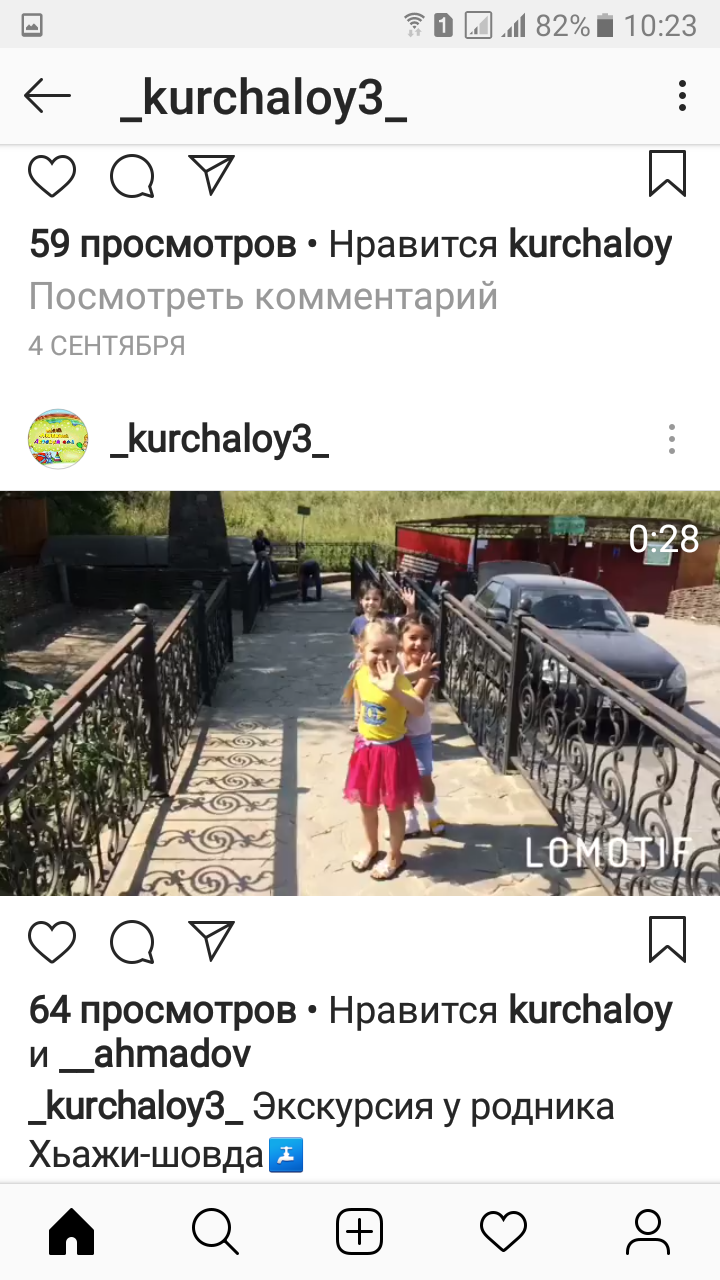 1 82% 10:23
_kurchaloy3_
59 просмотров • Нравится kurchaloy
Посмотреть комментарий
4 СЕНТЯБРЯ
_kurchaloy3_
0:28
LOMOTIF
64 просмотров • Нравится kurchaloy
и __ahmadov
_kurchaloy3_ Экскурсия у родника
Хьажи-шовда